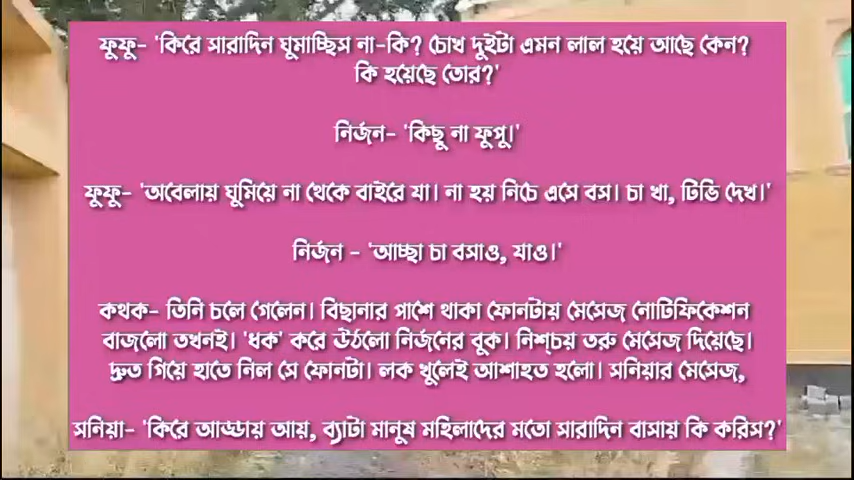 ফুফু- 'কিরে সারাদিন ঘুমাচ্ছিস না-কি? চোখ দুইটা এমন লাল হয়ে আছে কেন?
কি হয়েছে তোর?'
নির্জন- 'কিছু না ফুপু।'
ফুফু- 'অবেলায় ঘুমিয়ে না থেকে বাইরে যা। না হয় নিচে এসে বস। চা খা, টিভি দেখ।'
নির্জন - 'আচ্ছা চা বসাও, যাও।'
কথক- তিনি চলে গেলেন। বিছানার পাশে থাকা ফোনটায় মেসেজ নোটিফিকেশন
বাজলো তখনই। 'ধক' করে উঠলো নির্জনের বুক। নিশ্চয় তরু মেসেজ দিয়েছে।
দ্রুত গিয়ে হাতে নিল সে ফোনটা। লক খুলেই আশাহত হলো। সনিয়ার মেসেজ,
সনিয়া- 'কিরে আড্ডায় আয়, ব্যাটা মানুষ মহিলাদের মতো সারাদিন বাসায় কি করিস?'